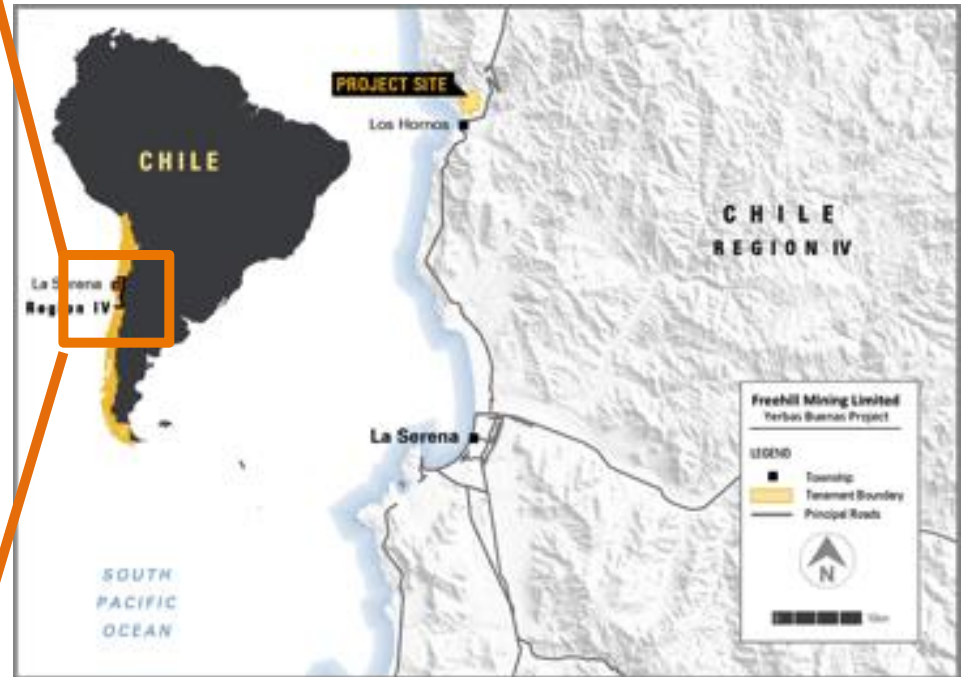 PROJECT SITE
Los Hornos
CHILE
CHILE
REGION IV
La Serena
Region IV
La Serena
SOUTH
PACIFIC
OCEAN
Freehill Mining Limited
Yerbas Buenas Project
LEGEND
Township
Tenement Boundary
Principal Roads
N